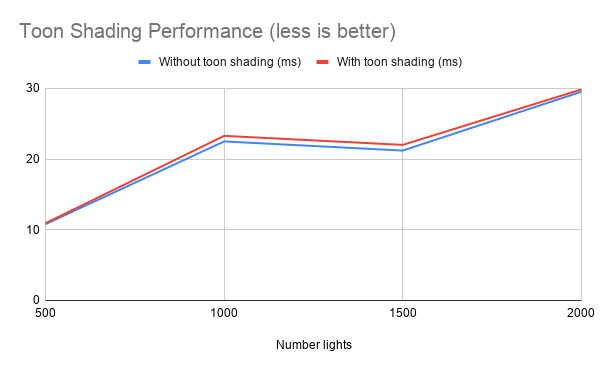 Toon Shading Performance (less is better)
Without toon shading (ms) With toon shading (ms)
30
20
10
0
500 1000 1500 2000
Number lights